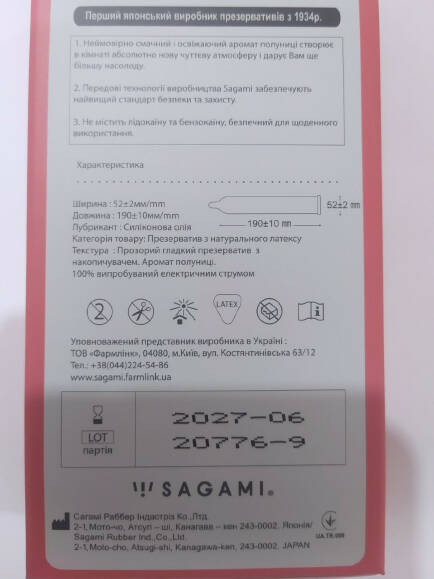 Перший японський виробник презервативів з 1934р.
1. Неймовірно смачний і освіжаючий аромат полуниці створює
в кімнаті абсолютно нову чуттєву атмосферу і дарує Вам ще
більшу насолоду.
2. Передові технології виробництва Sagami забезпечують
найвищий стандарт безпеки та захисту.
3. Не містить лідокаїну та бензокаїну, безпечний для щоденного
використання.
Характеристика
Ширина : 52±2мм/mm
Довжина : 190±10мм/mm
Лубрикант : Силіконова олія
52±2 mm
190±10 mm
Категорія товару: Презерватив з натурального латексу
Текстура : Прозорий гладкий презерватив з
накопичувачем. Аромат полуниці.
100% випробуваний електричним струмом
2
LATEX
i
Уповноважений представник виробника в Україні :
ТОВ «Фармлінк», 04080, м.Київ, вул. Костянтинівська 63/12
Тел.: +38(044)224-54-86
www.sagami.farmlink.ua
2027-06
LOT
партія
20776-9
SAGAMI®
Сагамі Раббер Індастріз Ко.,Лтд.
2-1, Мото-чо, Атсугі – ші, Канагава – кен 243-0002. Японія/
Sagami Rubber Ind.,Co.,Ltd.
2-1, Moto-cho, Atsugi-shi, Kanagawa-ken, 243-0002, JAPAN
UA.TR.099